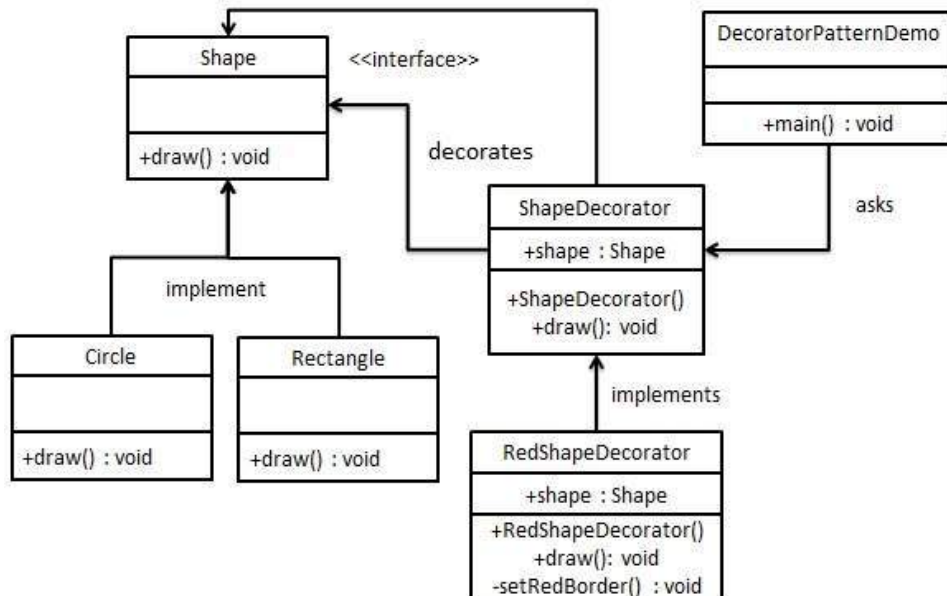 Shape
+draw() : void
<<interface>>
decorates
DecoratorPatternDemo
+main() : void
asks
ShapeDecorator
+shape : Shape
+ShapeDecorator()
+draw(): void
implement
Circle
+draw() : void
Rectangle
+draw() : void
implements
RedShapeDecorator
+shape : Shape
+RedShapeDecorator()
+draw(): void
-setRedBorder() : void